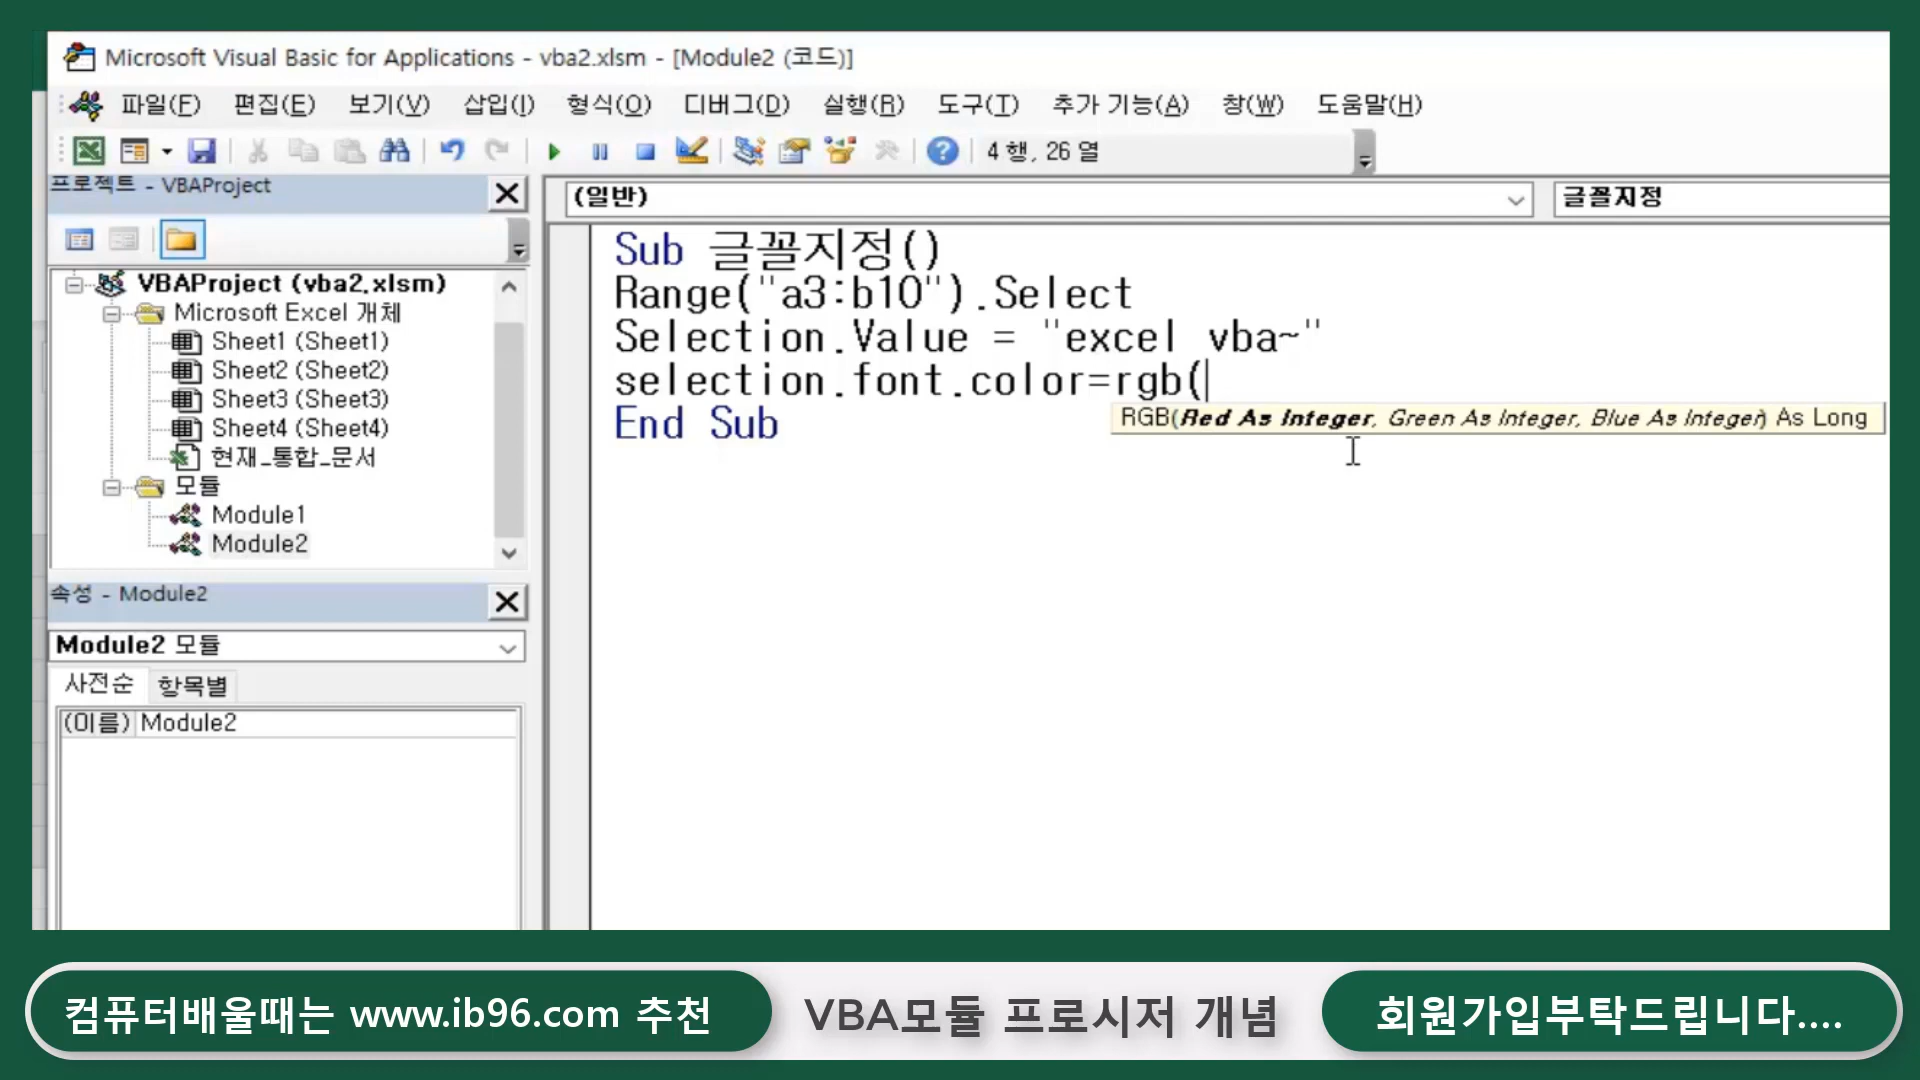 Microsoft Visual Basic for Applications - vba2.xlsm - [Module2 (코드)]
파일(F) 편집(E) 보기(V) 삽입(I) 형식(O) 디버그(D) 실행(R) 도구(T) 추가 기능(A) 창(W) 도움말(H)
4 행, 26 열
프로젝트 - VBAProject
VBAProject (vba2.xlsm)
Microsoft Excel 개체
Sheet1 (Sheet1)
Sheet2 (Sheet2)
Sheet3 (Sheet3)
Sheet4 (Sheet4)
현재_통합_문서
모듈
Module1
Module2
속성 - Module2
Module2 모듈
사전순 항목별
(이름) Module2
(일반) 글꼴지정
Sub 글꼴지정()
Range("a3:b10").Select
Selection.Value = "excel vba~"
selection.font.color=rgb(
RGB(Red As Integer, Green As Integer, Blue As Integer) As Long
End Sub
컴퓨터배울때는 www.ib96.com 추천
VBA모듈 프로시저 개념
회원가입부탁드립니다....